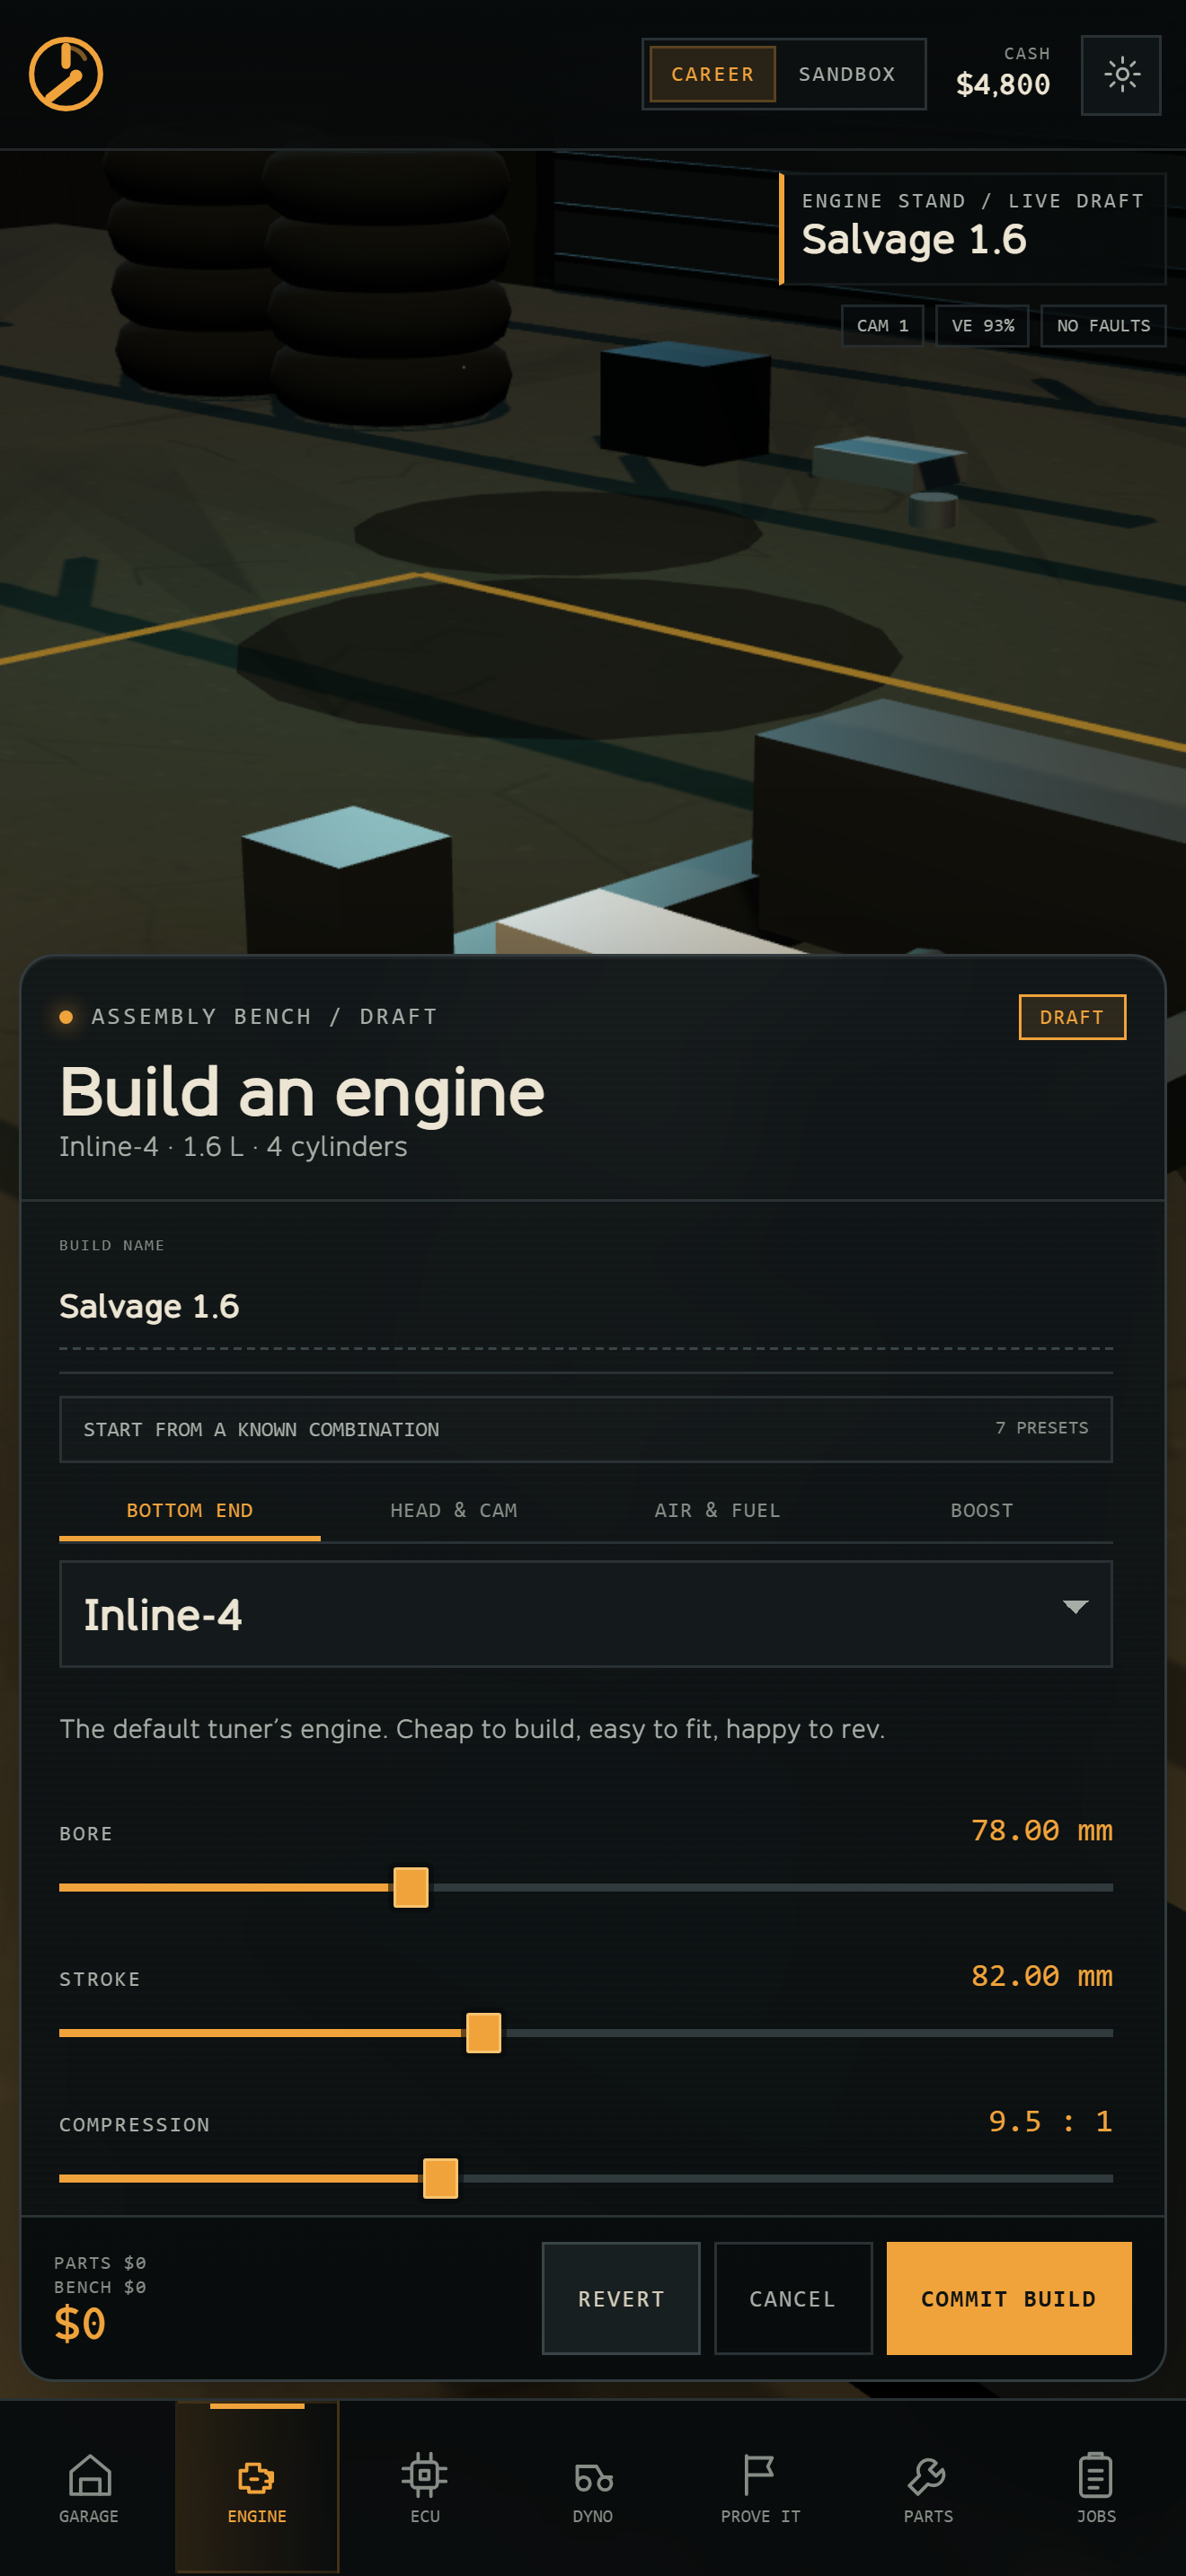 CAREER
SANDBOX
CASH
$4,800
ENGINE STAND / LIVE DRAFT
Salvage 1.6
CAM 1
VE 93%
NO FAULTS
ASSEMBLY BENCH / DRAFT
DRAFT
Build an engine
Inline-4 · 1.6 L · 4 cylinders
BUILD NAME
Salvage 1.6
START FROM A KNOWN COMBINATION
7 PRESETS
BOTTOM END
HEAD & CAM
AIR & FUEL
BOOST
Inline-4
The default tuner's engine. Cheap to build, easy to fit, happy to rev.
BORE
78.00 mm
STROKE
82.00 mm
COMPRESSION
9.5 : 1
PARTS $0
BENCH $0
$0
REVERT
CANCEL
COMMIT BUILD
GARAGE
ENGINE
ECU
DYNO
PROVE IT
PARTS
JOBS